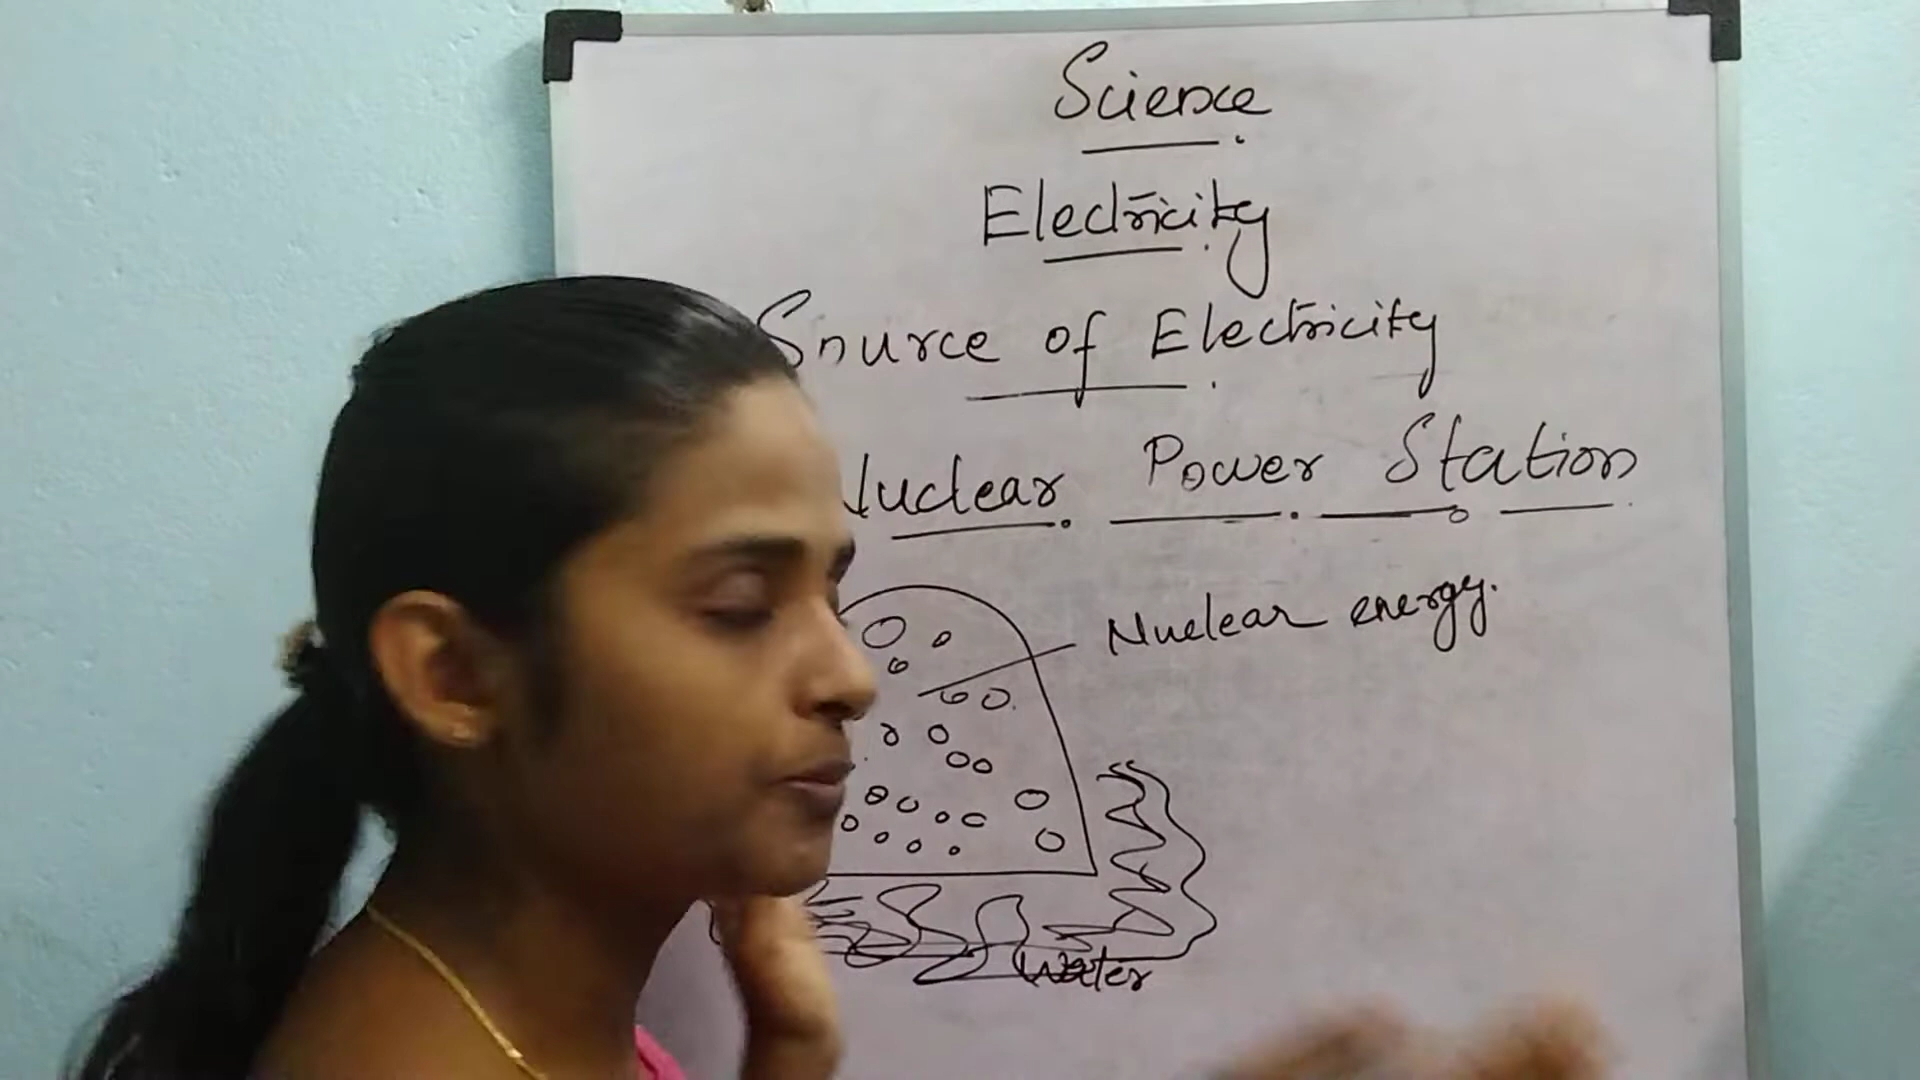 Science
Electricity
Source of Electricity
Nuclear Power Station
Nuclear energy.
Water